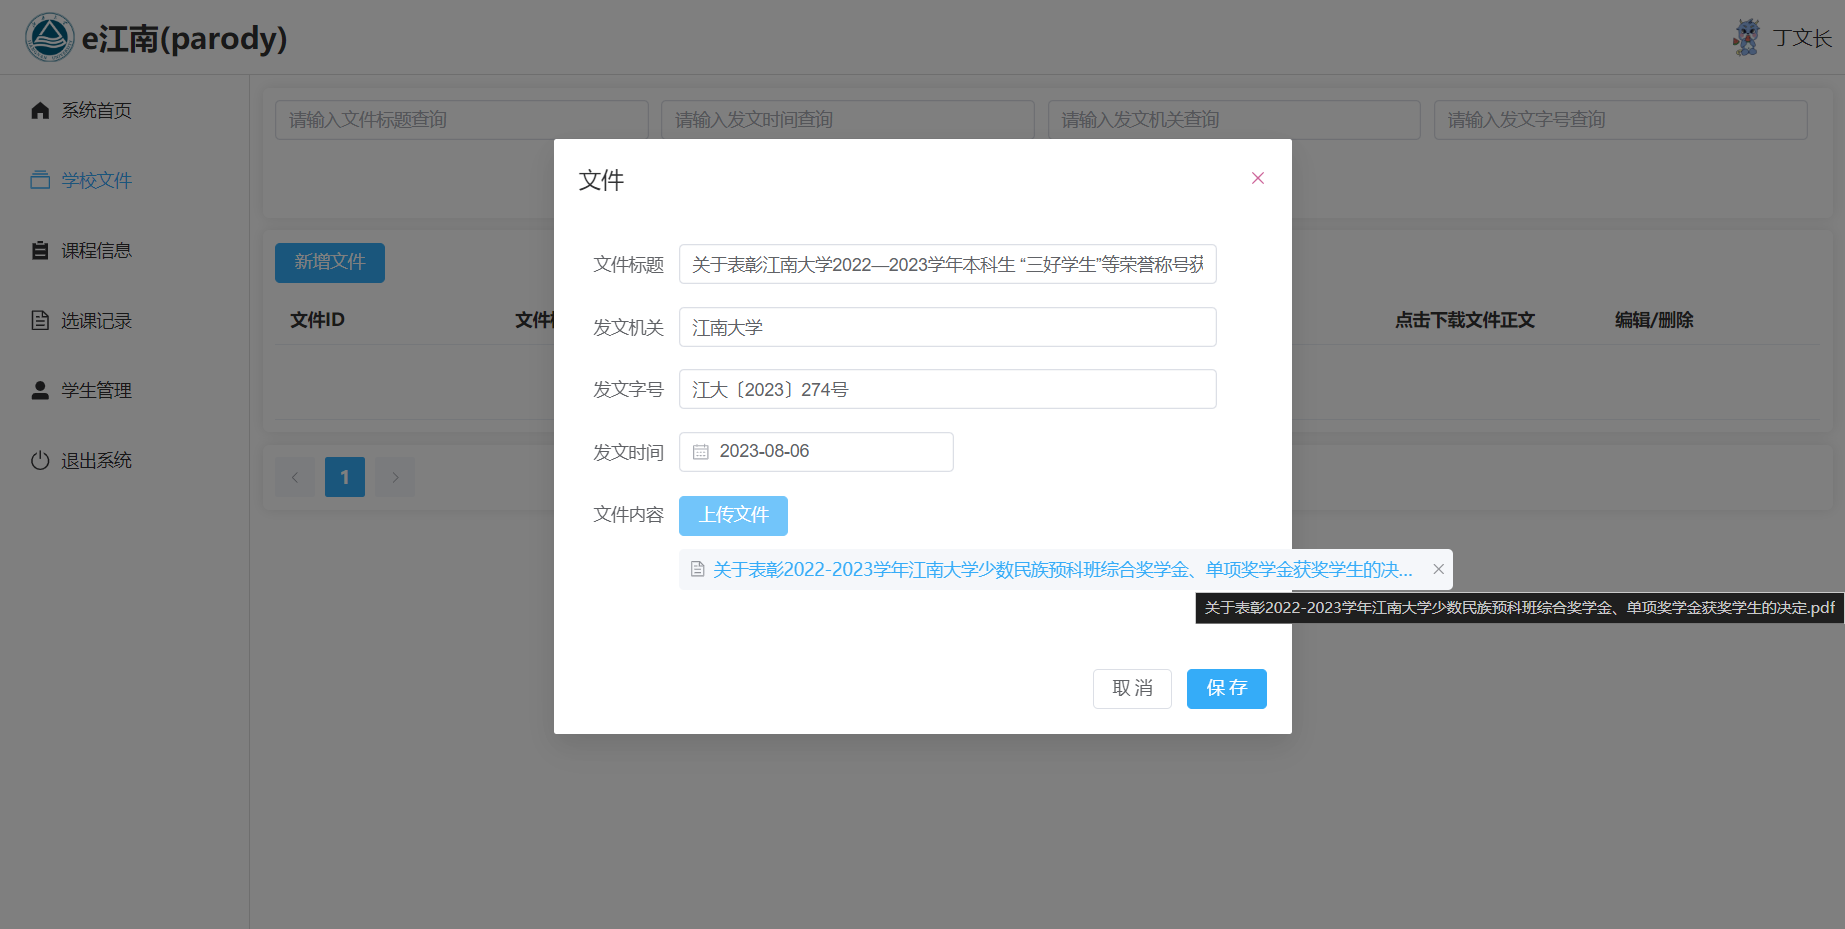 e江南(parody)
丁文长
系统首页
学校文件
课程信息
选课记录
学生管理
退出系统
请输入文件标题查询
请输入发文时间查询
请输入发文机关查询
请输入发文字号查询
新增文件
文件ID
文件
点击下载文件正文
编辑/删除
1
文件
文件标题
关于表彰江南大学2022—2023学年本科生 “三好学生”等荣誉称号获
发文机关
江南大学
发文字号
江大〔2023〕274号
发文时间
2023-08-06
文件内容
上传文件
关于表彰2022-2023学年江南大学少数民族预科班综合奖学金、单项奖学金获奖学生的决...
关于表彰2022-2023学年江南大学少数民族预科班综合奖学金、单项奖学金获奖学生的决定.pdf
取消
保存